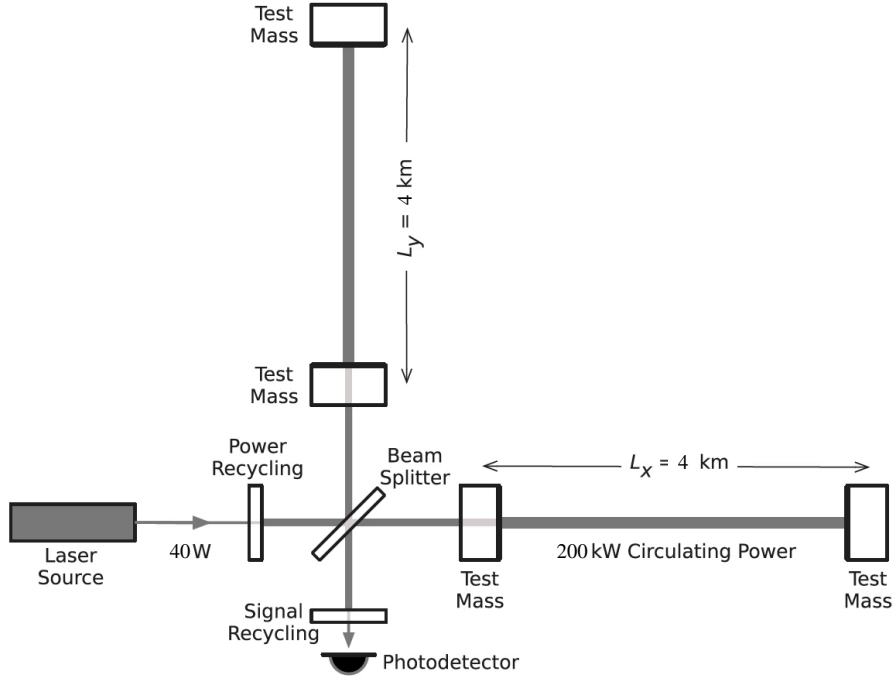 Test
Mass
L_y = 4 km
Test
Mass
Power
Recycling
Beam
Splitter
L_x = 4 km
Laser
Source
40 W
200 kW Circulating Power
Test
Mass
Test
Mass
Signal
Recycling
Photodetector